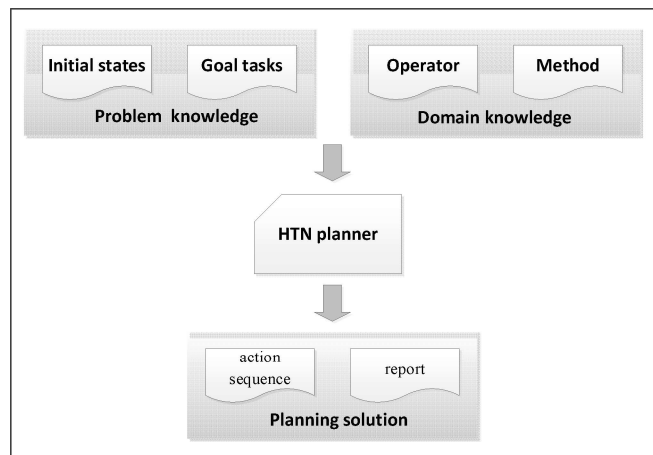 Initial states
Goal tasks
Problem knowledge
Operator
Method
Domain knowledge
HTN planner
action
sequence
report
Planning solution